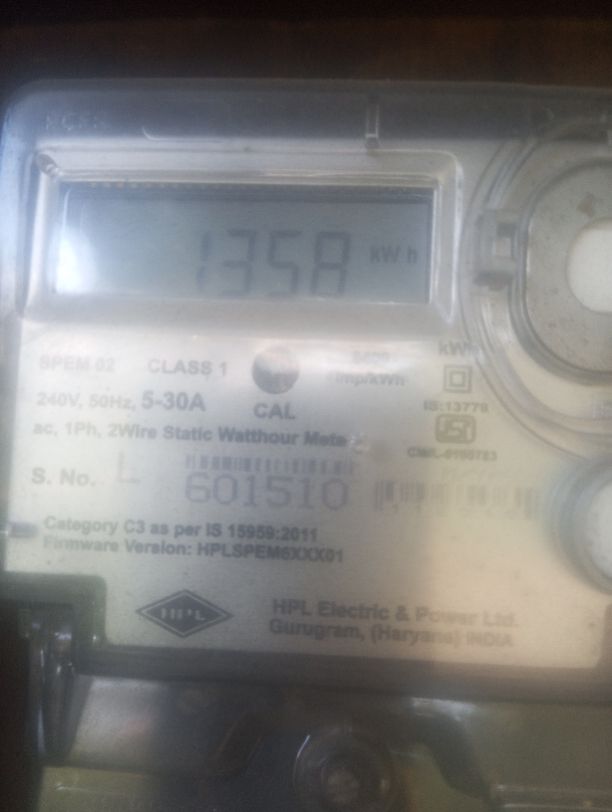 1358 kWh
SPEM 02 CLASS 1
imp/kWh
240V, 50Hz, 5-30A
CAL
IS:13779
ac, 1Ph, 2Wire Static Watthour Mete
S. No. L 601510
Category C3 as per IS 15959:2011
Firmware Version: HPLSPEM6XXX01
HPL
HPL Electric & Power Ltd.
Gurugram, (Haryana) INDIA